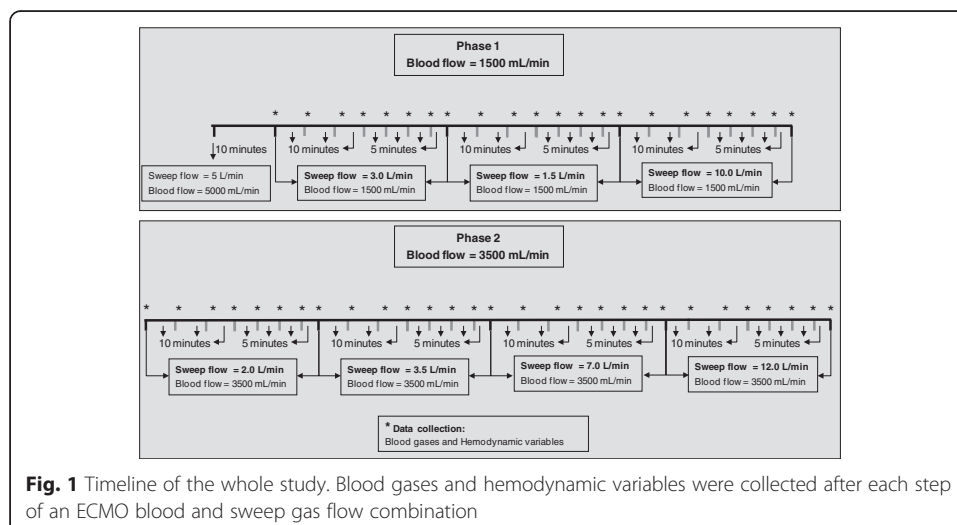 Phase 1
Blood flow = 1500 mL/min
* * * * * * * * * * * * * * * * * * * * * *
10 minutes 10 minutes 5 minutes 10 minutes 5 minutes 10 minutes 5 minutes
Sweep flow = 5 L/min
Blood flow = 5000 mL/min
Sweep flow = 3.0 L/min
Blood flow = 1500 mL/min
Sweep flow = 1.5 L/min
Blood flow = 1500 mL/min
Sweep flow = 10.0 L/min
Blood flow = 1500 mL/min
Phase 2
Blood flow = 3500 mL/min
* * * * * * * * * * * * * * * * * * * * * * * * * * * * *
10 minutes 5 minutes 10 minutes 5 minutes 10 minutes 5 minutes 10 minutes 5 minutes
Sweep flow = 2.0 L/min
Blood flow = 3500 mL/min
Sweep flow = 3.5 L/min
Blood flow = 3500 mL/min
Sweep flow = 7.0 L/min
Blood flow = 3500 mL/min
Sweep flow = 12.0 L/min
Blood flow = 3500 mL/min
* Data collection:
Blood gases and Hemodynamic variables
Fig. 1 Timeline of the whole study. Blood gases and hemodynamic variables were collected after each step
of an ECMO blood and sweep gas flow combination